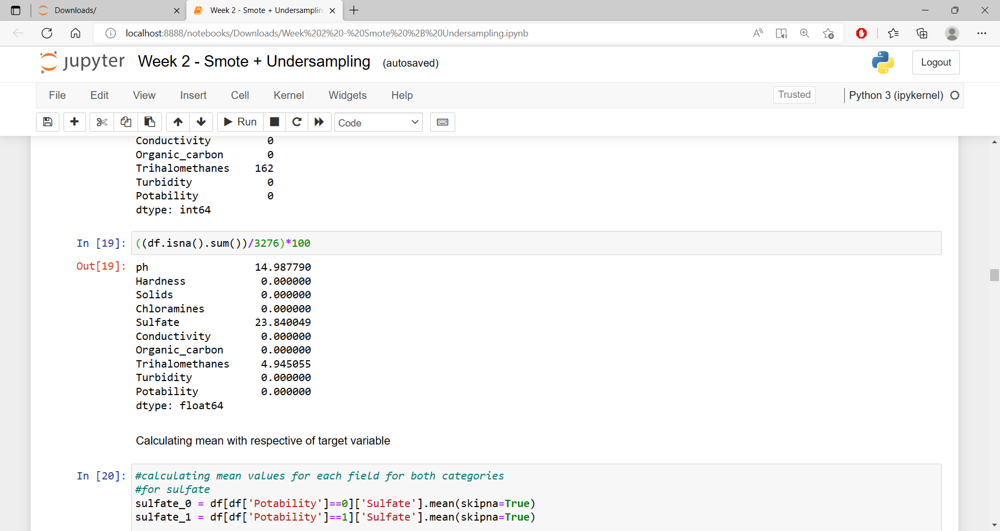 Downloads/
Week 2 - Smote + Undersamplin
localhost:8888/notebooks/Downloads/Week%202%20-%20Smote%20%2B%20Undersampling.ipynb
jupyter Week 2 - Smote + Undersampling (autosaved)
Logout
File Edit View Insert Cell Kernel Widgets Help
Trusted
Python 3 (ipykernel)
Run
Code
Conductivity 0
Organic_carbon 0
Trihalomethanes 162
Turbidity 0
Potability 0
dtype: int64
In [19]: ((df.isna().sum())/3276)*100
Out[19]: ph 14.987790
Hardness 0.000000
Solids 0.000000
Chloramines 0.000000
Sulfate 23.840049
Conductivity 0.000000
Organic_carbon 0.000000
Trihalomethanes 4.945055
Turbidity 0.000000
Potability 0.000000
dtype: float64
Calculating mean with respective of target variable
In [20]: #calculating mean values for each field for both categories
#for sulfate
sulfate_0 = df[df['Potability']==0]['Sulfate'].mean(skipna=True)
sulfate_1 = df[df['Potability']==1]['Sulfate'].mean(skipna=True)